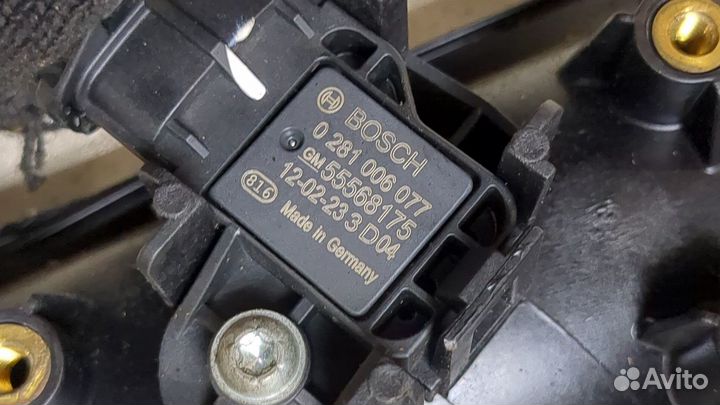 BOSCH
0 281 006 077
GM 55568175
12-02-23 3 D04
816 Made in Germany
Avito